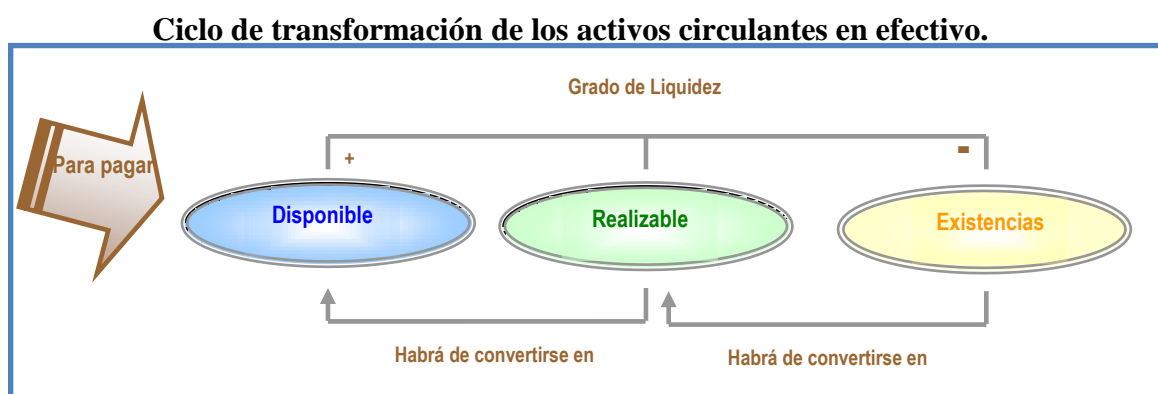 Ciclo de transformación de los activos circulantes en efectivo.
Grado de Liquidez
Para pagar
+
-
Disponible
Realizable
Existencias
Habrá de convertirse en
Habrá de convertirse en